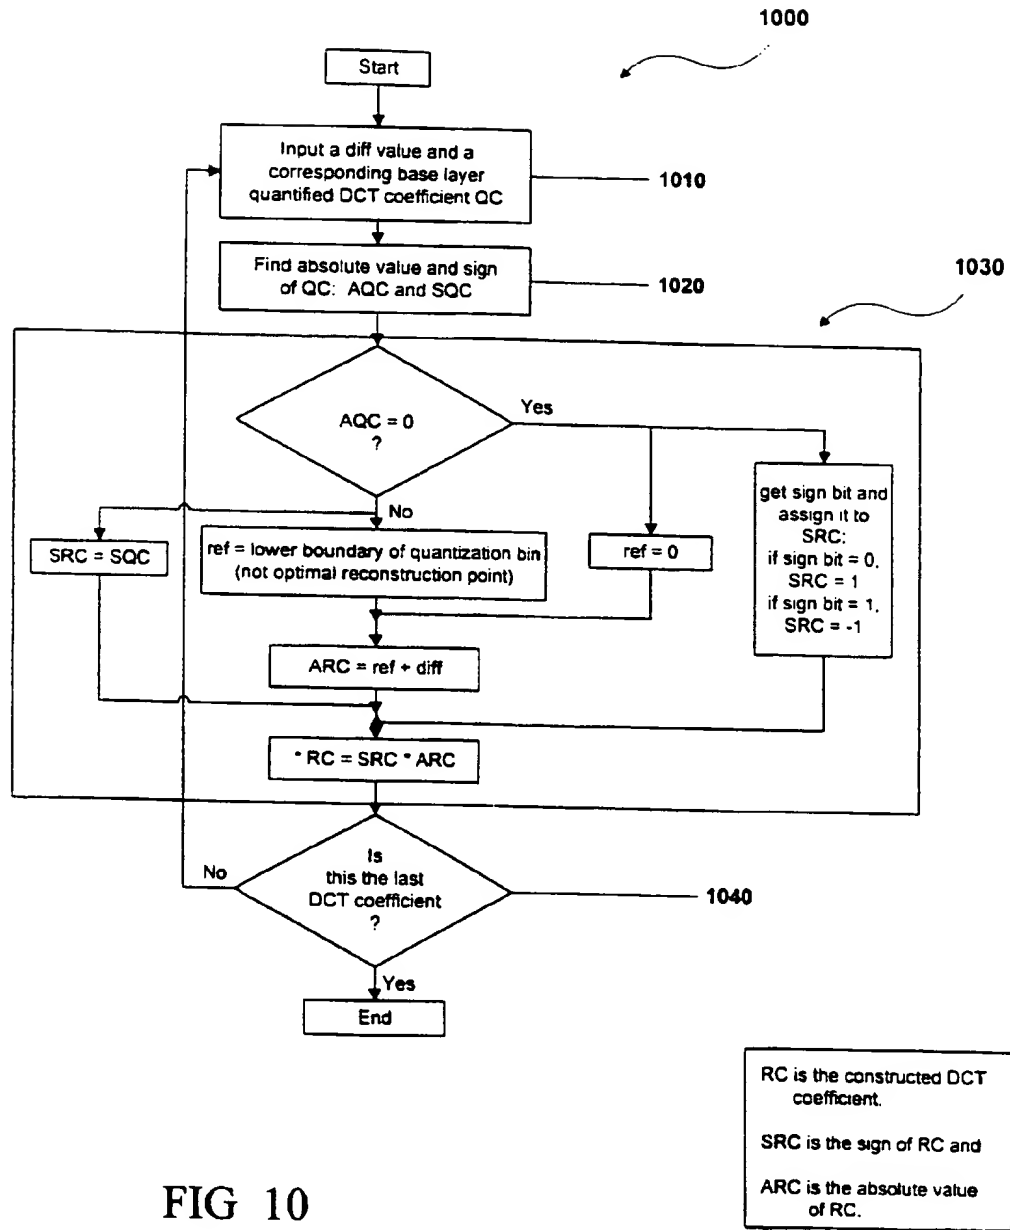 1000
Start
Input a diff value and a
corresponding base layer
quantified DCT coefficient QC
1010
Find absolute value and sign
of QC: AQC and SQC
1020
1030
AQC = 0
?
Yes
No
SRC = SQC
ref = lower boundary of quantization bin
(not optimal reconstruction point)
ref = 0
get sign bit and
assign it to
SRC:
if sign bit = 0,
SRC = 1
if sign bit = 1,
SRC = -1
ARC = ref + diff
* RC = SRC * ARC
Is
this the last
DCT coefficient
?
No
1040
Yes
End
RC is the constructed DCT
coefficient.
SRC is the sign of RC and
ARC is the absolute value
of RC.
FIG 10